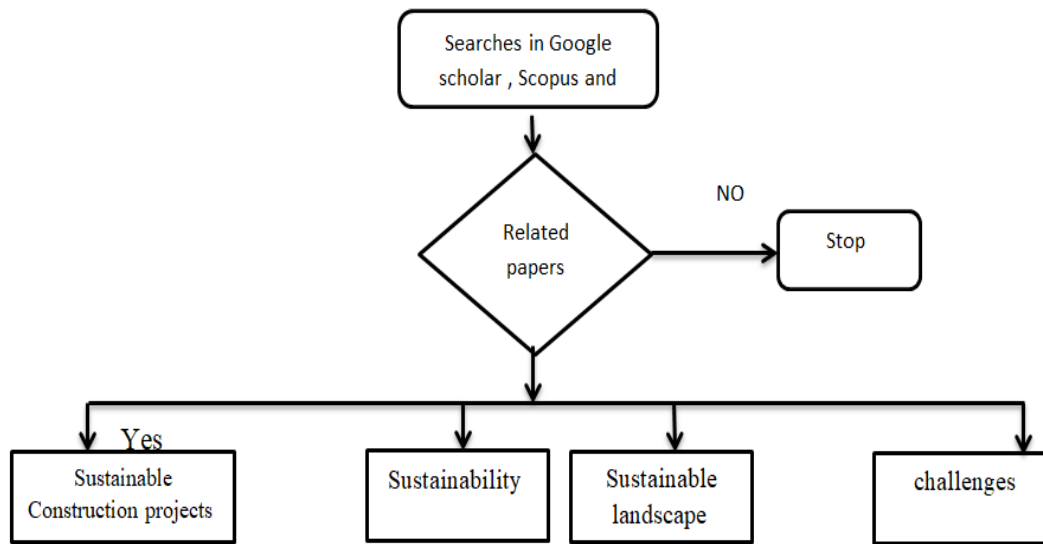 Searches in Google
scholar , Scopus and
NO
Related
papers
Stop
Yes
Sustainable
Construction projects
Sustainability
Sustainable
landscape
challenges